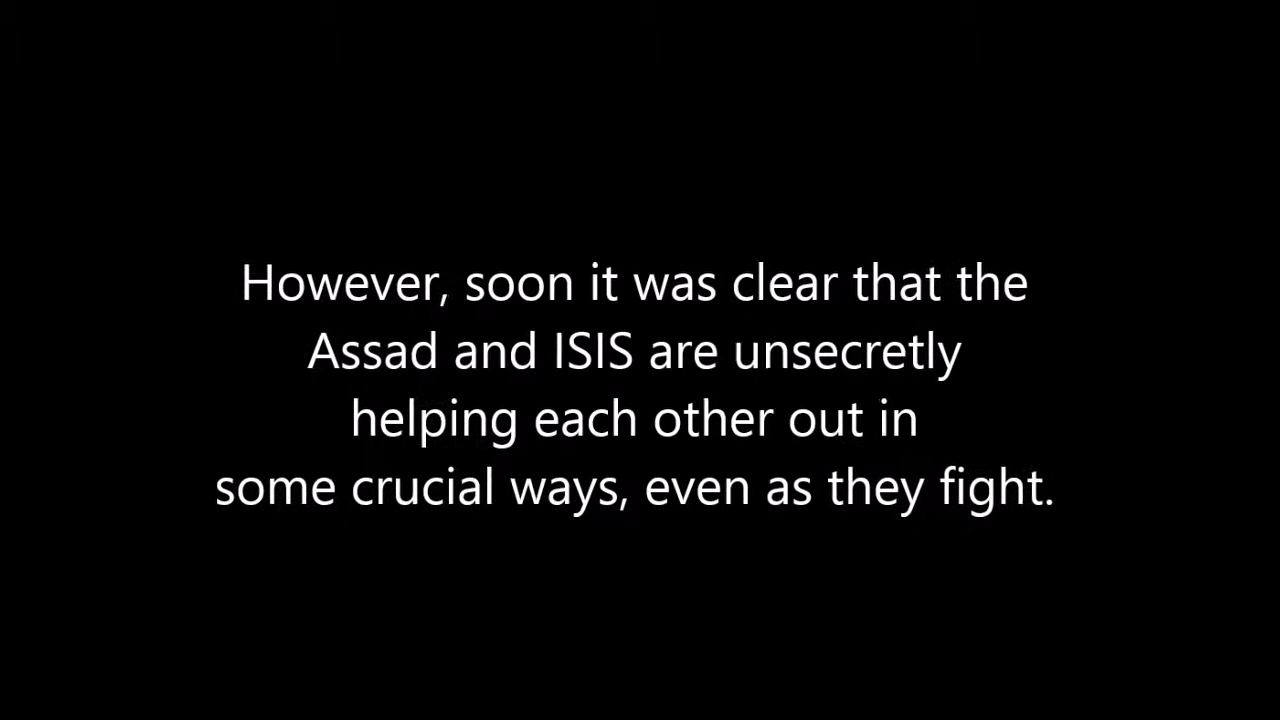 However, soon it was clear that the
Assad and ISIS are unsecretly
helping each other out in
some crucial ways, even as they fight.